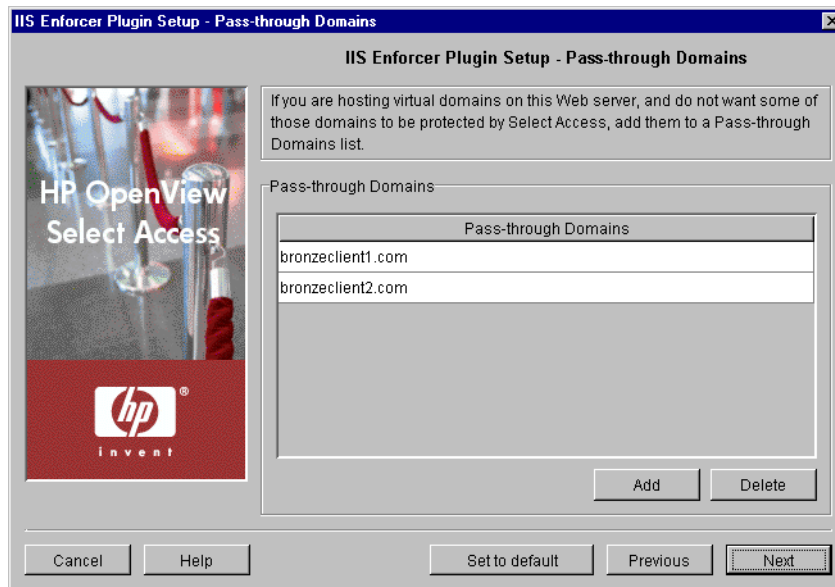 IIS Enforcer Plugin Setup - Pass-through Domains
IIS Enforcer Plugin Setup - Pass-through Domains
If you are hosting virtual domains on this Web server, and do not want some of
those domains to be protected by Select Access, add them to a Pass-through
Domains list.
HP OpenView
Select Access
hp
®
invent
Pass-through Domains
Pass-through Domains
bronzeclient1.com
bronzeclient2.com
Add
Delete
Cancel
Help
Set to default
Previous
Next